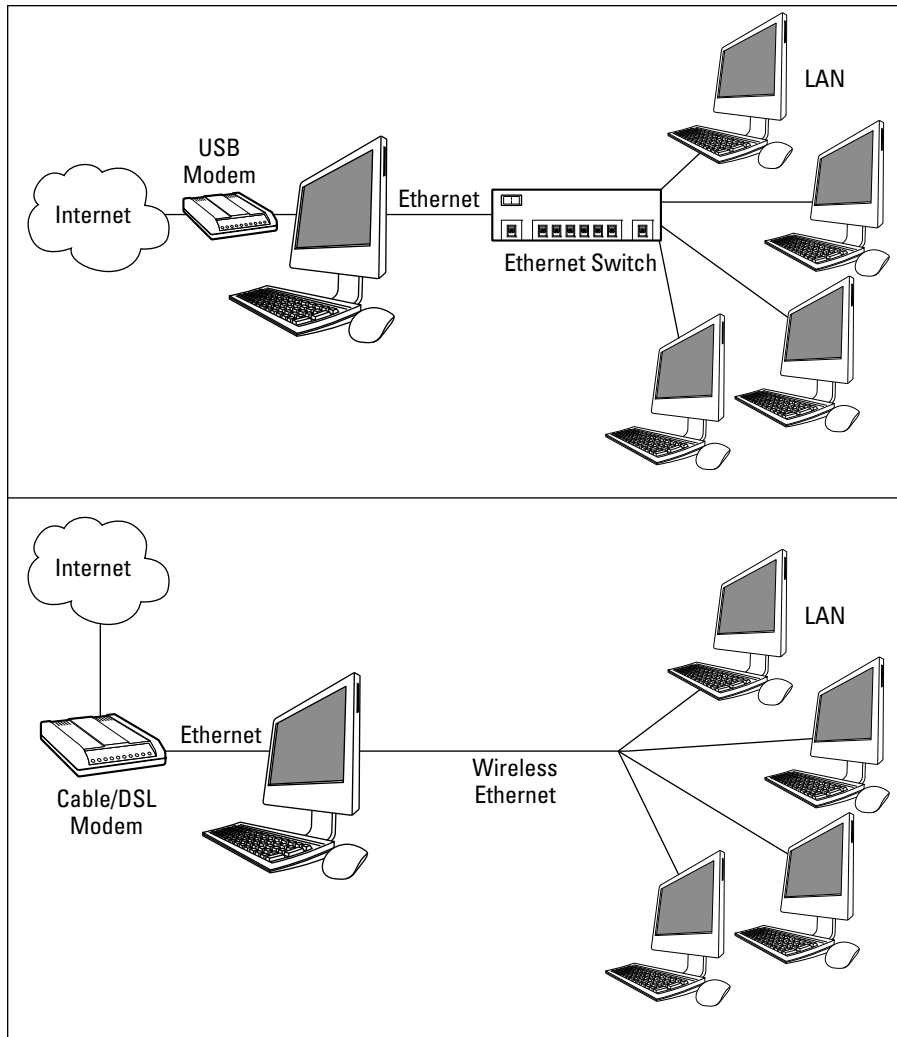 LAN
USB
Modem
Internet
Ethernet
Ethernet Switch
Internet
LAN
Ethernet
Wireless
Ethernet
Cable/DSL
Modem